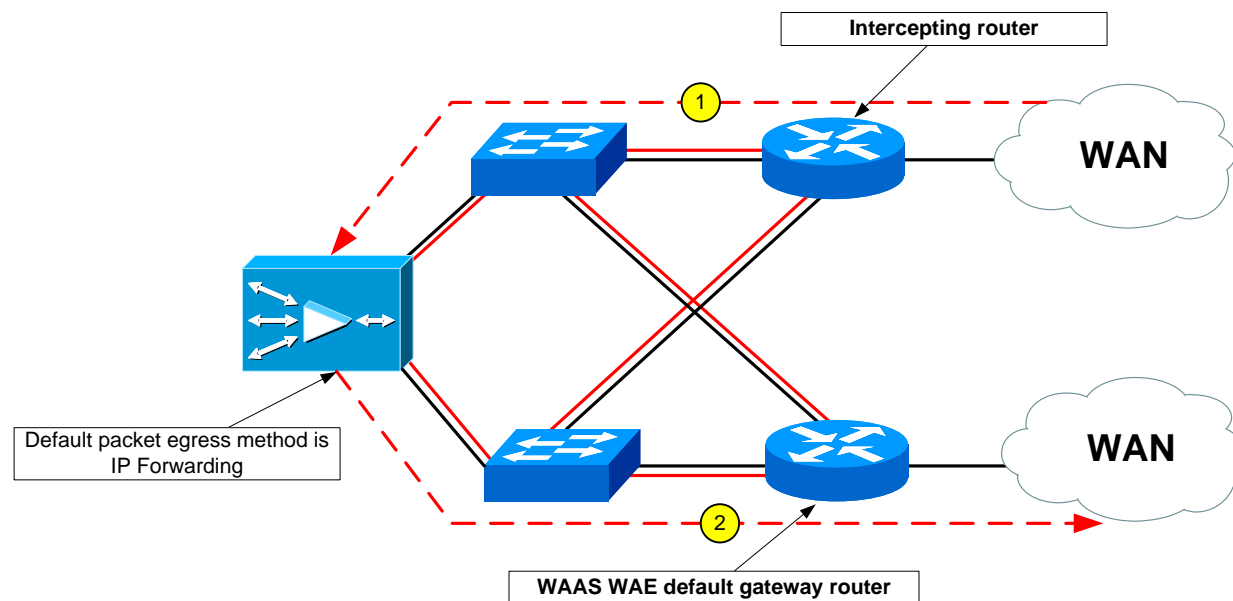 Intercepting router
1
WAN
Default packet egress method is
IP Forwarding
WAN
2
WAAS WAE default gateway router